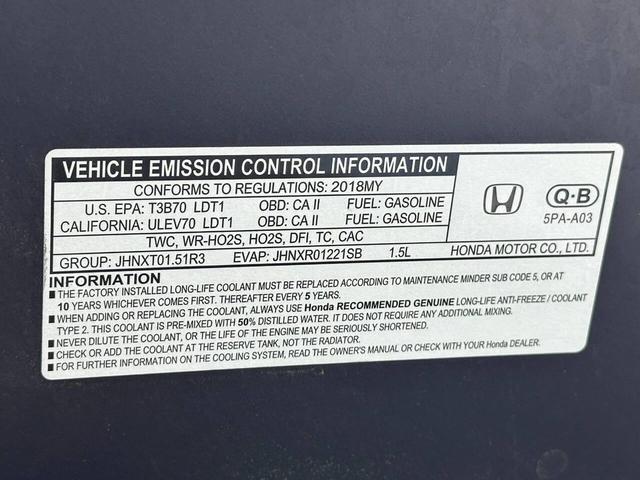 VEHICLE EMISSION CONTROL INFORMATION
CONFORMS TO REGULATIONS: 2018MY
U.S. EPA: T3B70 LDT1 OBD: CA II FUEL: GASOLINE
CALIFORNIA: ULEV70 LDT1 OBD: CA II FUEL: GASOLINE
TWC, WR-HO2S, HO2S, DFI, TC, CAC
GROUP: JHNXT01.51R3 EVAP: JHNXR01221SB 1.5L
Q·B
5PA-A03
HONDA MOTOR CO., LTD.
INFORMATION
■ THE FACTORY INSTALLED LONG-LIFE COOLANT MUST BE REPLACED ACCORDING TO MAINTENANCE MINDER SUB CODE 5, OR AT
10 YEARS WHICHEVER COMES FIRST. THEREAFTER EVERY 5 YEARS.
■ WHEN ADDING OR REPLACING THE COOLANT, ALWAYS USE Honda RECOMMENDED GENUINE LONG-LIFE ANTI-FREEZE / COOLANT
TYPE 2. THIS COOLANT IS PRE-MIXED WITH 50% DISTILLED WATER. IT DOES NOT REQUIRE ANY ADDITIONAL MIXING.
■ NEVER DILUTE THE COOLANT, OR THE LIFE OF THE ENGINE MAY BE SERIOUSLY SHORTENED.
■ CHECK OR ADD THE COOLANT AT THE RESERVE TANK, NOT THE RADIATOR.
■ FOR FURTHER INFORMATION ON THE COOLING SYSTEM, READ THE OWNER'S MANUAL OR CHECK WITH YOUR Honda DEALER.